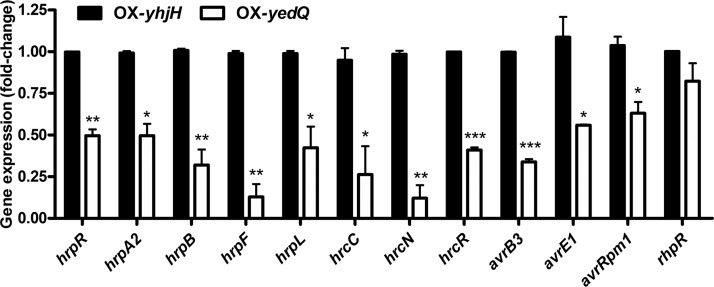 OX-yhjH OX-yedQ
Gene expression (fold-change)
1.25
1.00
0.75
0.50
0.25
0.00
** * ** ** * * ** *** *** * *
hrpR hrpA2 hrpB hrpF hrpL hrcC hrcN hrcR avrB3 avrE1 avrRpm1 rhpR